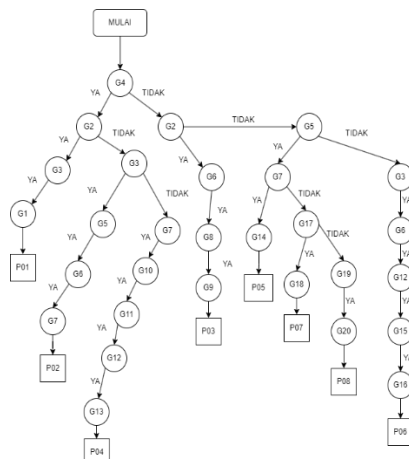 MULAI
G4
YA
TIDAK
G2
G2
TIDAK
G5
YA
TIDAK
YA
YA
TIDAK
G3
G3
G6
G7
G3
YA
YA
TIDAK
YA
YA
TIDAK
YA
G1
G5
G7
G8
G14
G17
G6
YA
YA
YA
YA
TIDAK
YA
P01
G6
G10
G9
P05
G18
G19
G12
YA
YA
YA
YA
G7
G11
P03
P07
G20
G15
YA
YA
P02
G12
P08
G16
YA
G13
P06
P04